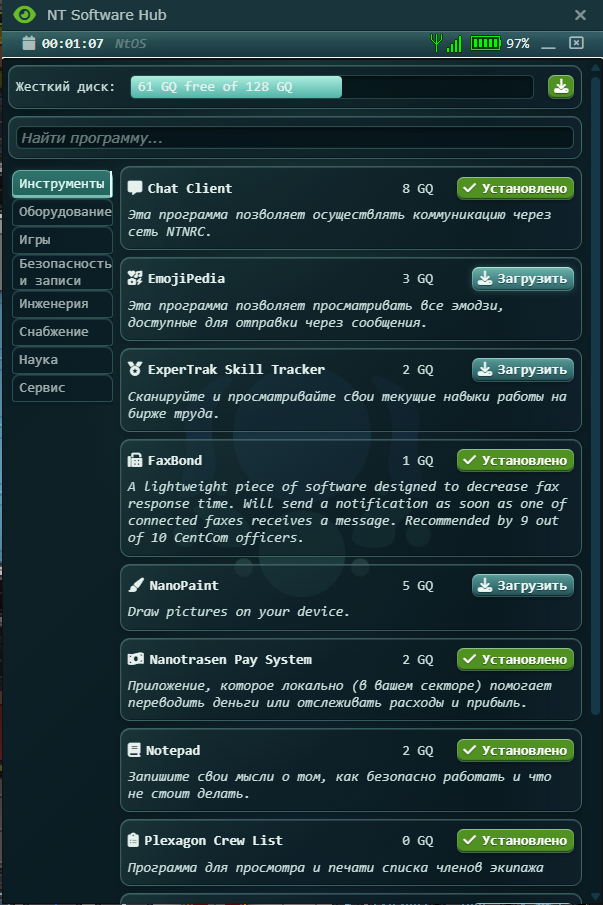 NT Software Hub
00:01:07 NtOS 97%
Жесткий диск: 61 GQ free of 128 GQ
Найти программу...
Инструменты
Оборудование
Игры
Безопасность
и записи
Инженерия
Снабжение
Наука
Сервис
Chat Client 8 GQ Установлено
Эта программа позволяет осуществлять коммуникацию через
сеть NTNRC.
EmojiPedia 3 GQ Загрузить
Эта программа позволяет просматривать все эмодзи,
доступные для отправки через сообщения.
ExperTrak Skill Tracker 2 GQ Загрузить
Сканируйте и просматривайте свои текущие навыки работы на
бирже труда.
FaxBond 1 GQ Установлено
A lightweight piece of software designed to decrease fax
response time. Will send a notification as soon as one of
connected faxes receives a message. Recommended by 9 out
of 10 CentCom officers.
NanoPaint 5 GQ Загрузить
Draw pictures on your device.
Nanotrasen Pay System 2 GQ Установлено
Приложение, которое локально (в вашем секторе) помогает
переводить деньги или отслеживать расходы и прибыль.
Notepad 2 GQ Установлено
Запишите свои мысли о том, как безопасно работать и что
не стоит делать.
Plexagon Crew List 0 GQ Установлено
Программа для просмотра и печати списка членов экипажа